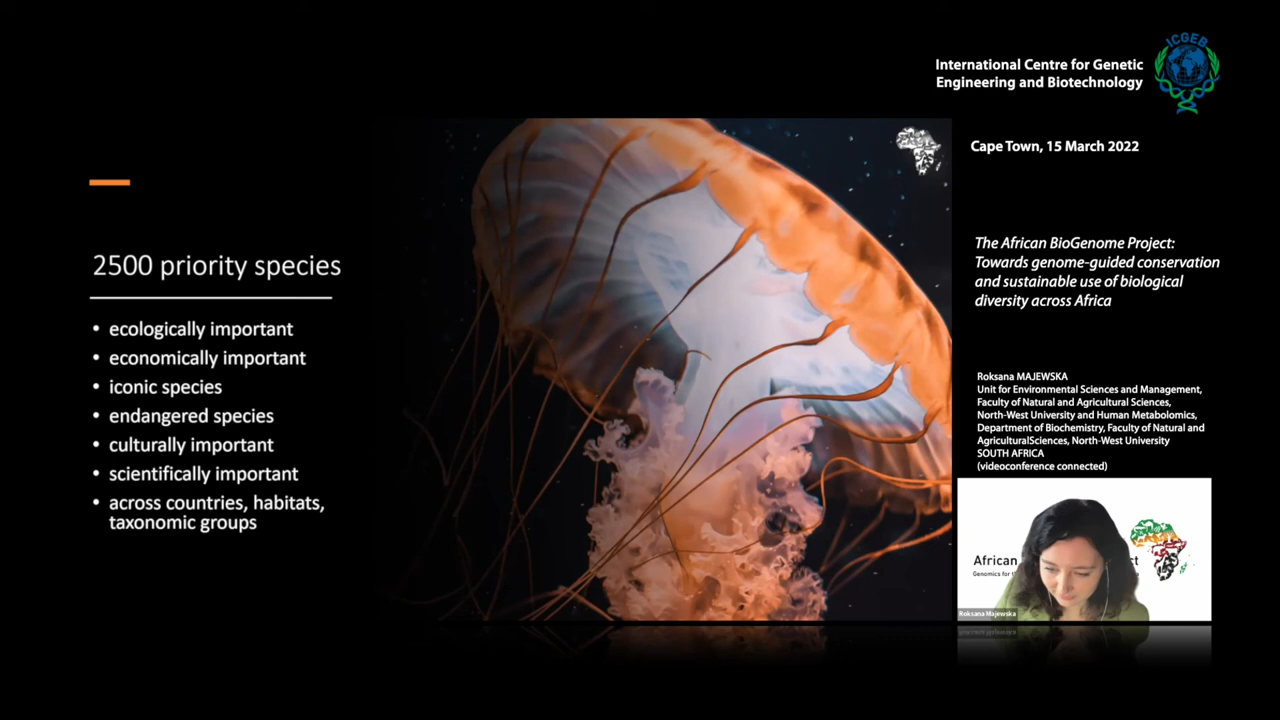 International Centre for Genetic
Engineering and Biotechnology
ICGEB
Cape Town, 15 March 2022
2500 priority species
• ecologically important
• economically important
• iconic species
• endangered species
• culturally important
• scientifically important
• across countries, habitats,
taxonomic groups
The African BioGenome Project:
Towards genome-guided conservation
and sustainable use of biological
diversity across Africa
Roksana MAJEWSKA
Unit for Environmental Sciences and Management,
Faculty of Natural and Agricultural Sciences,
North-West University and Human Metabolomics,
Department of Biochemistry, Faculty of Natural and
AgriculturalSciences, North-West University
SOUTH AFRICA
(videoconference connected)
African
Genomics for
Roksana Majewska